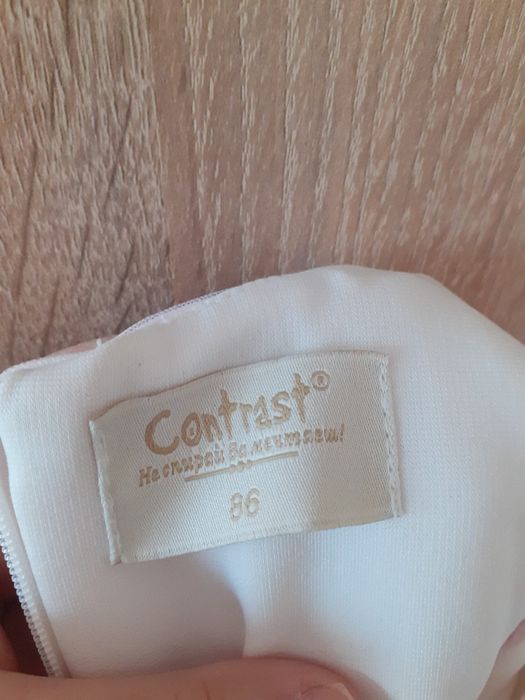 Contrast®
Не спирай да мечтаеш!
86